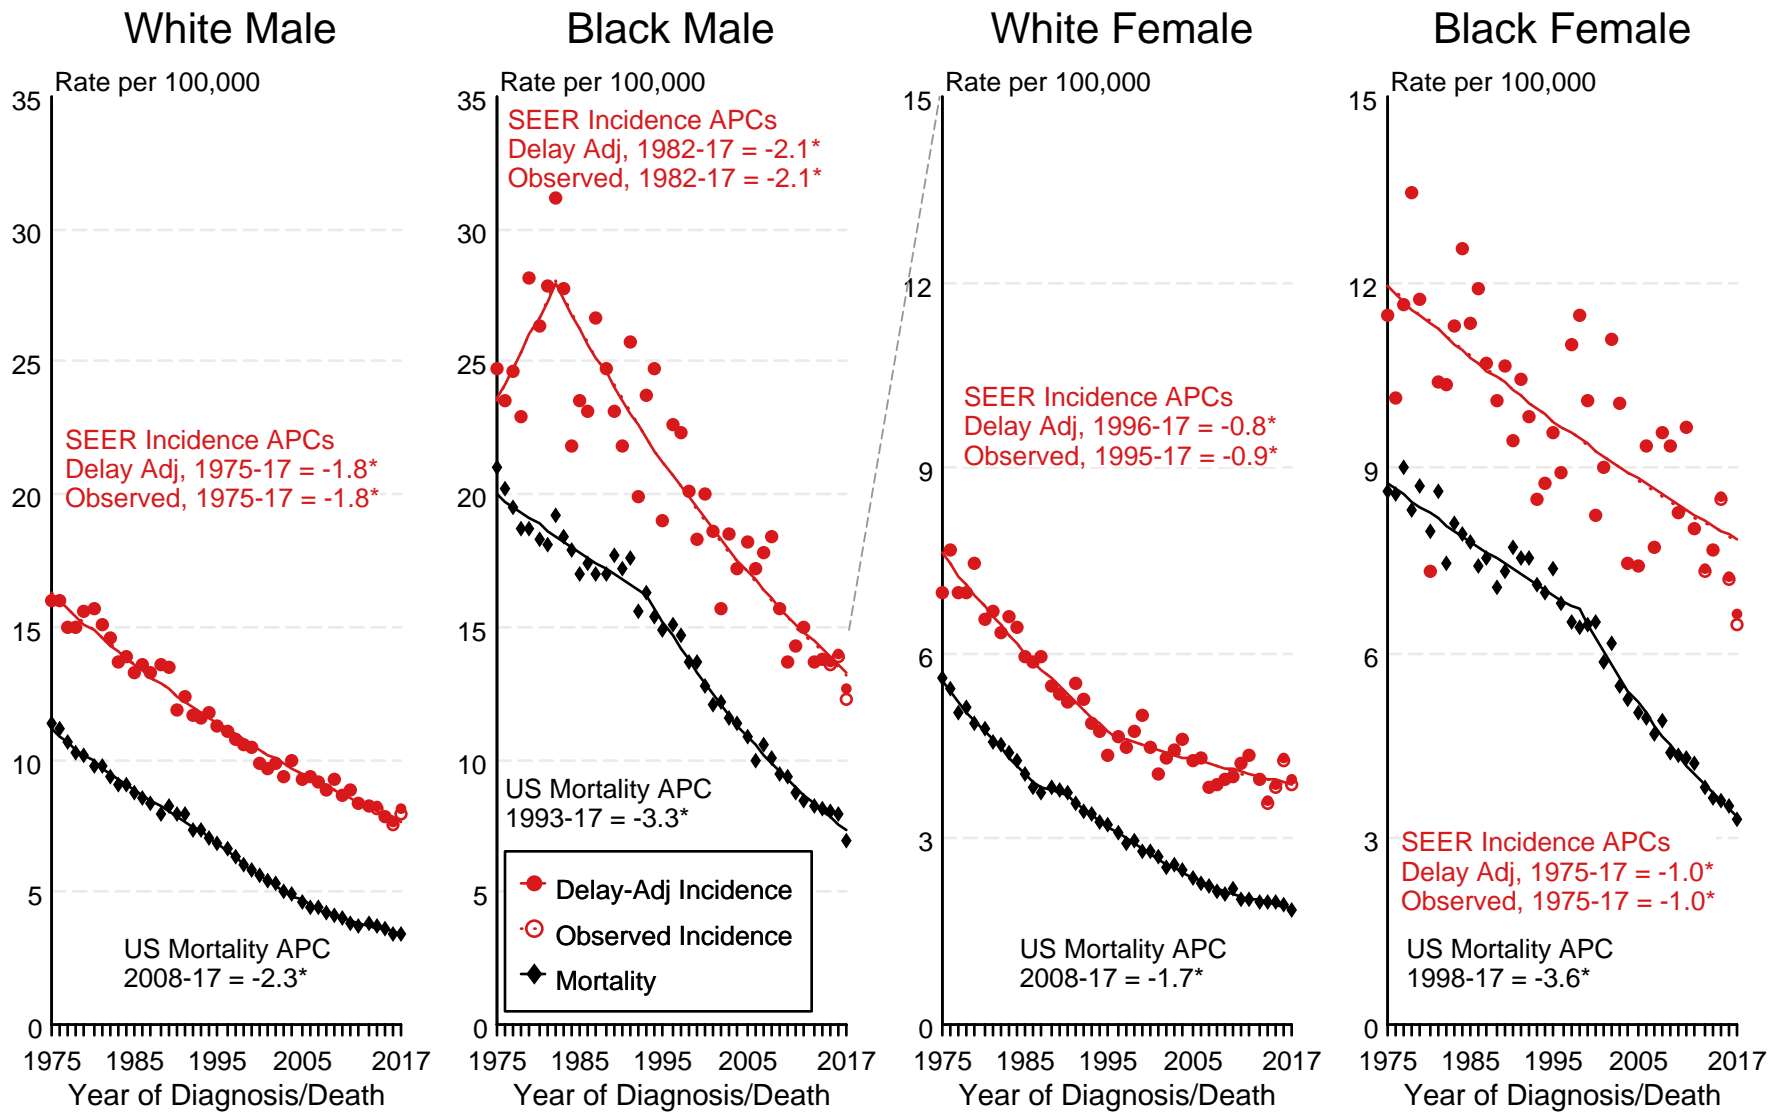 White Male
Rate per 100,000
35
30
25
20
15
10
5
0
SEER Incidence APCs
Delay Adj, 1975-17 = -1.8*
Observed, 1975-17 = -1.8*
US Mortality APC
2008-17 = -2.3*
1975 1985 1995 2005 2017
Year of Diagnosis/Death
Black Male
Rate per 100,000
35
30
25
20
15
10
5
0
SEER Incidence APCs
Delay Adj, 1982-17 = -2.1*
Observed, 1982-17 = -2.1*
US Mortality APC
1993-17 = -3.3*
Delay-Adj Incidence
Observed Incidence
Mortality
1975 1985 1995 2005 2017
Year of Diagnosis/Death
White Female
Rate per 100,000
15
12
9
6
3
0
SEER Incidence APCs
Delay Adj, 1996-17 = -0.8*
Observed, 1995-17 = -0.9*
US Mortality APC
2008-17 = -1.7*
1975 1985 1995 2005 2017
Year of Diagnosis/Death
Black Female
Rate per 100,000
15
12
9
6
3
0
SEER Incidence APCs
Delay Adj, 1975-17 = -1.0*
Observed, 1975-17 = -1.0*
US Mortality APC
1998-17 = -3.6*
1975 1985 1995 2005 2017
Year of Diagnosis/Death